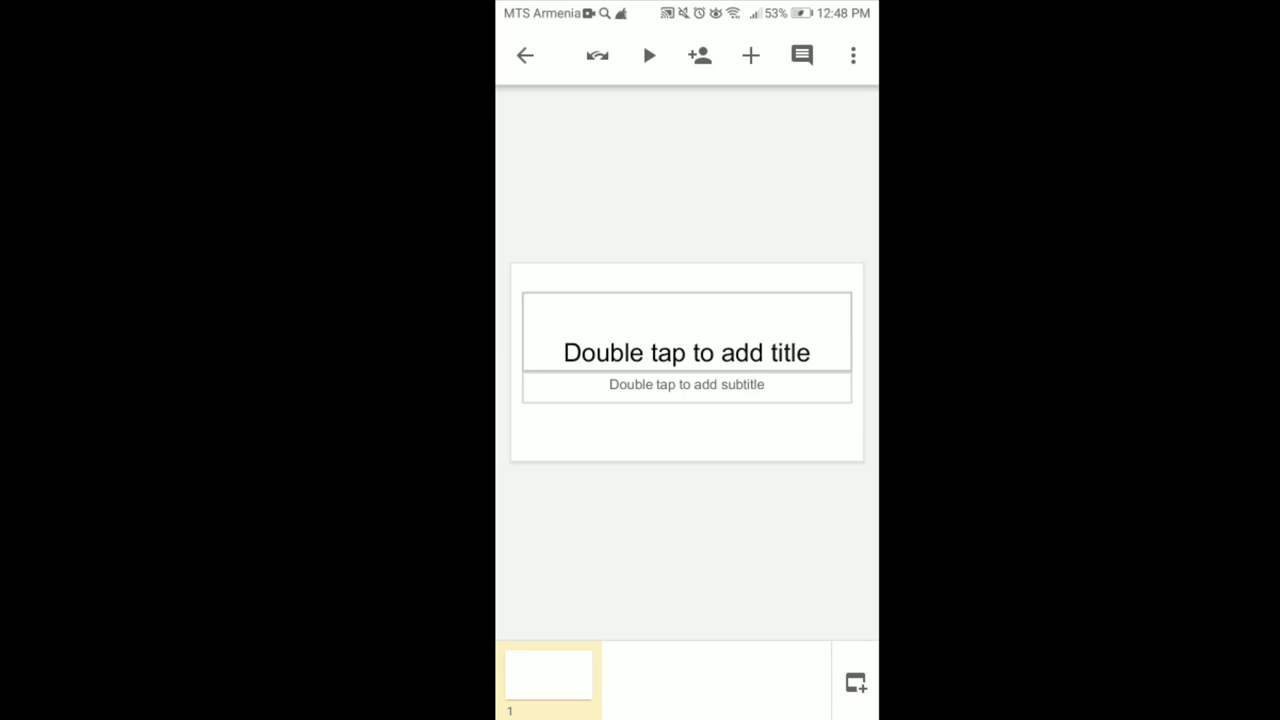 MTS Armenia 53% 12:48 PM
Double tap to add title
Double tap to add subtitle
1